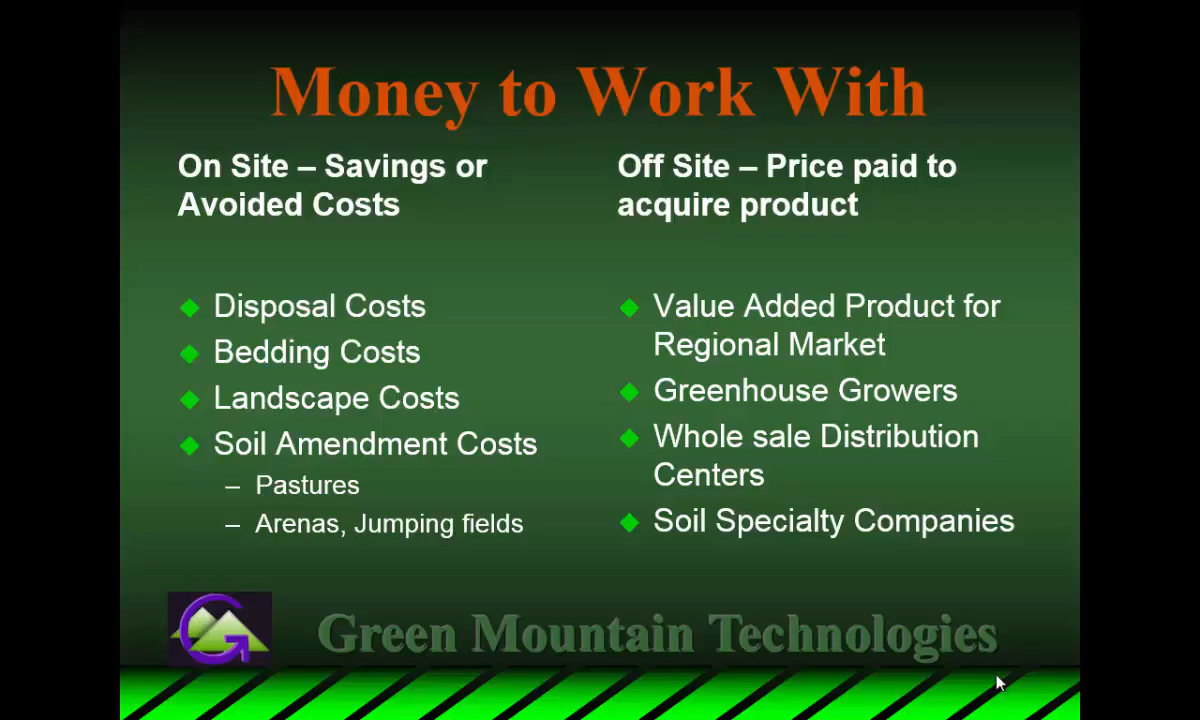 Money to Work With
On Site – Savings or
Avoided Costs
Disposal Costs
Bedding Costs
Landscape Costs
Soil Amendment Costs
– Pastures
– Arenas, Jumping fields
Off Site – Price paid to
acquire product
Value Added Product for
Regional Market
Greenhouse Growers
Whole sale Distribution
Centers
Soil Specialty Companies
Green Mountain Technologies